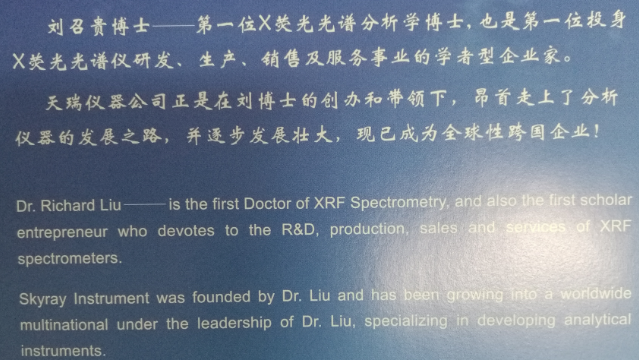 刘召贵博士——第一位X荧光光谱分析学博士，也是第一位投身
X荧光光谱仪研发、生产、销售及服务事业的学者型企业家。
天瑞仪器公司正是在刘博士的创办和带领下，昂首走上了分析
仪器的发展之路，并逐步发展壮大，现已成为全球性跨国企业！
Dr. Richard Liu——is the first Doctor of XRF Spectrometry, and also the first scholar
entrepreneur who devotes to the R&D, production, sales and services of XRF
spectrometers.
Skyray Instrument was founded by Dr. Liu and has been growing into a worldwide
multinational under the leadership of Dr. Liu, specializing in developing analytical
instruments.